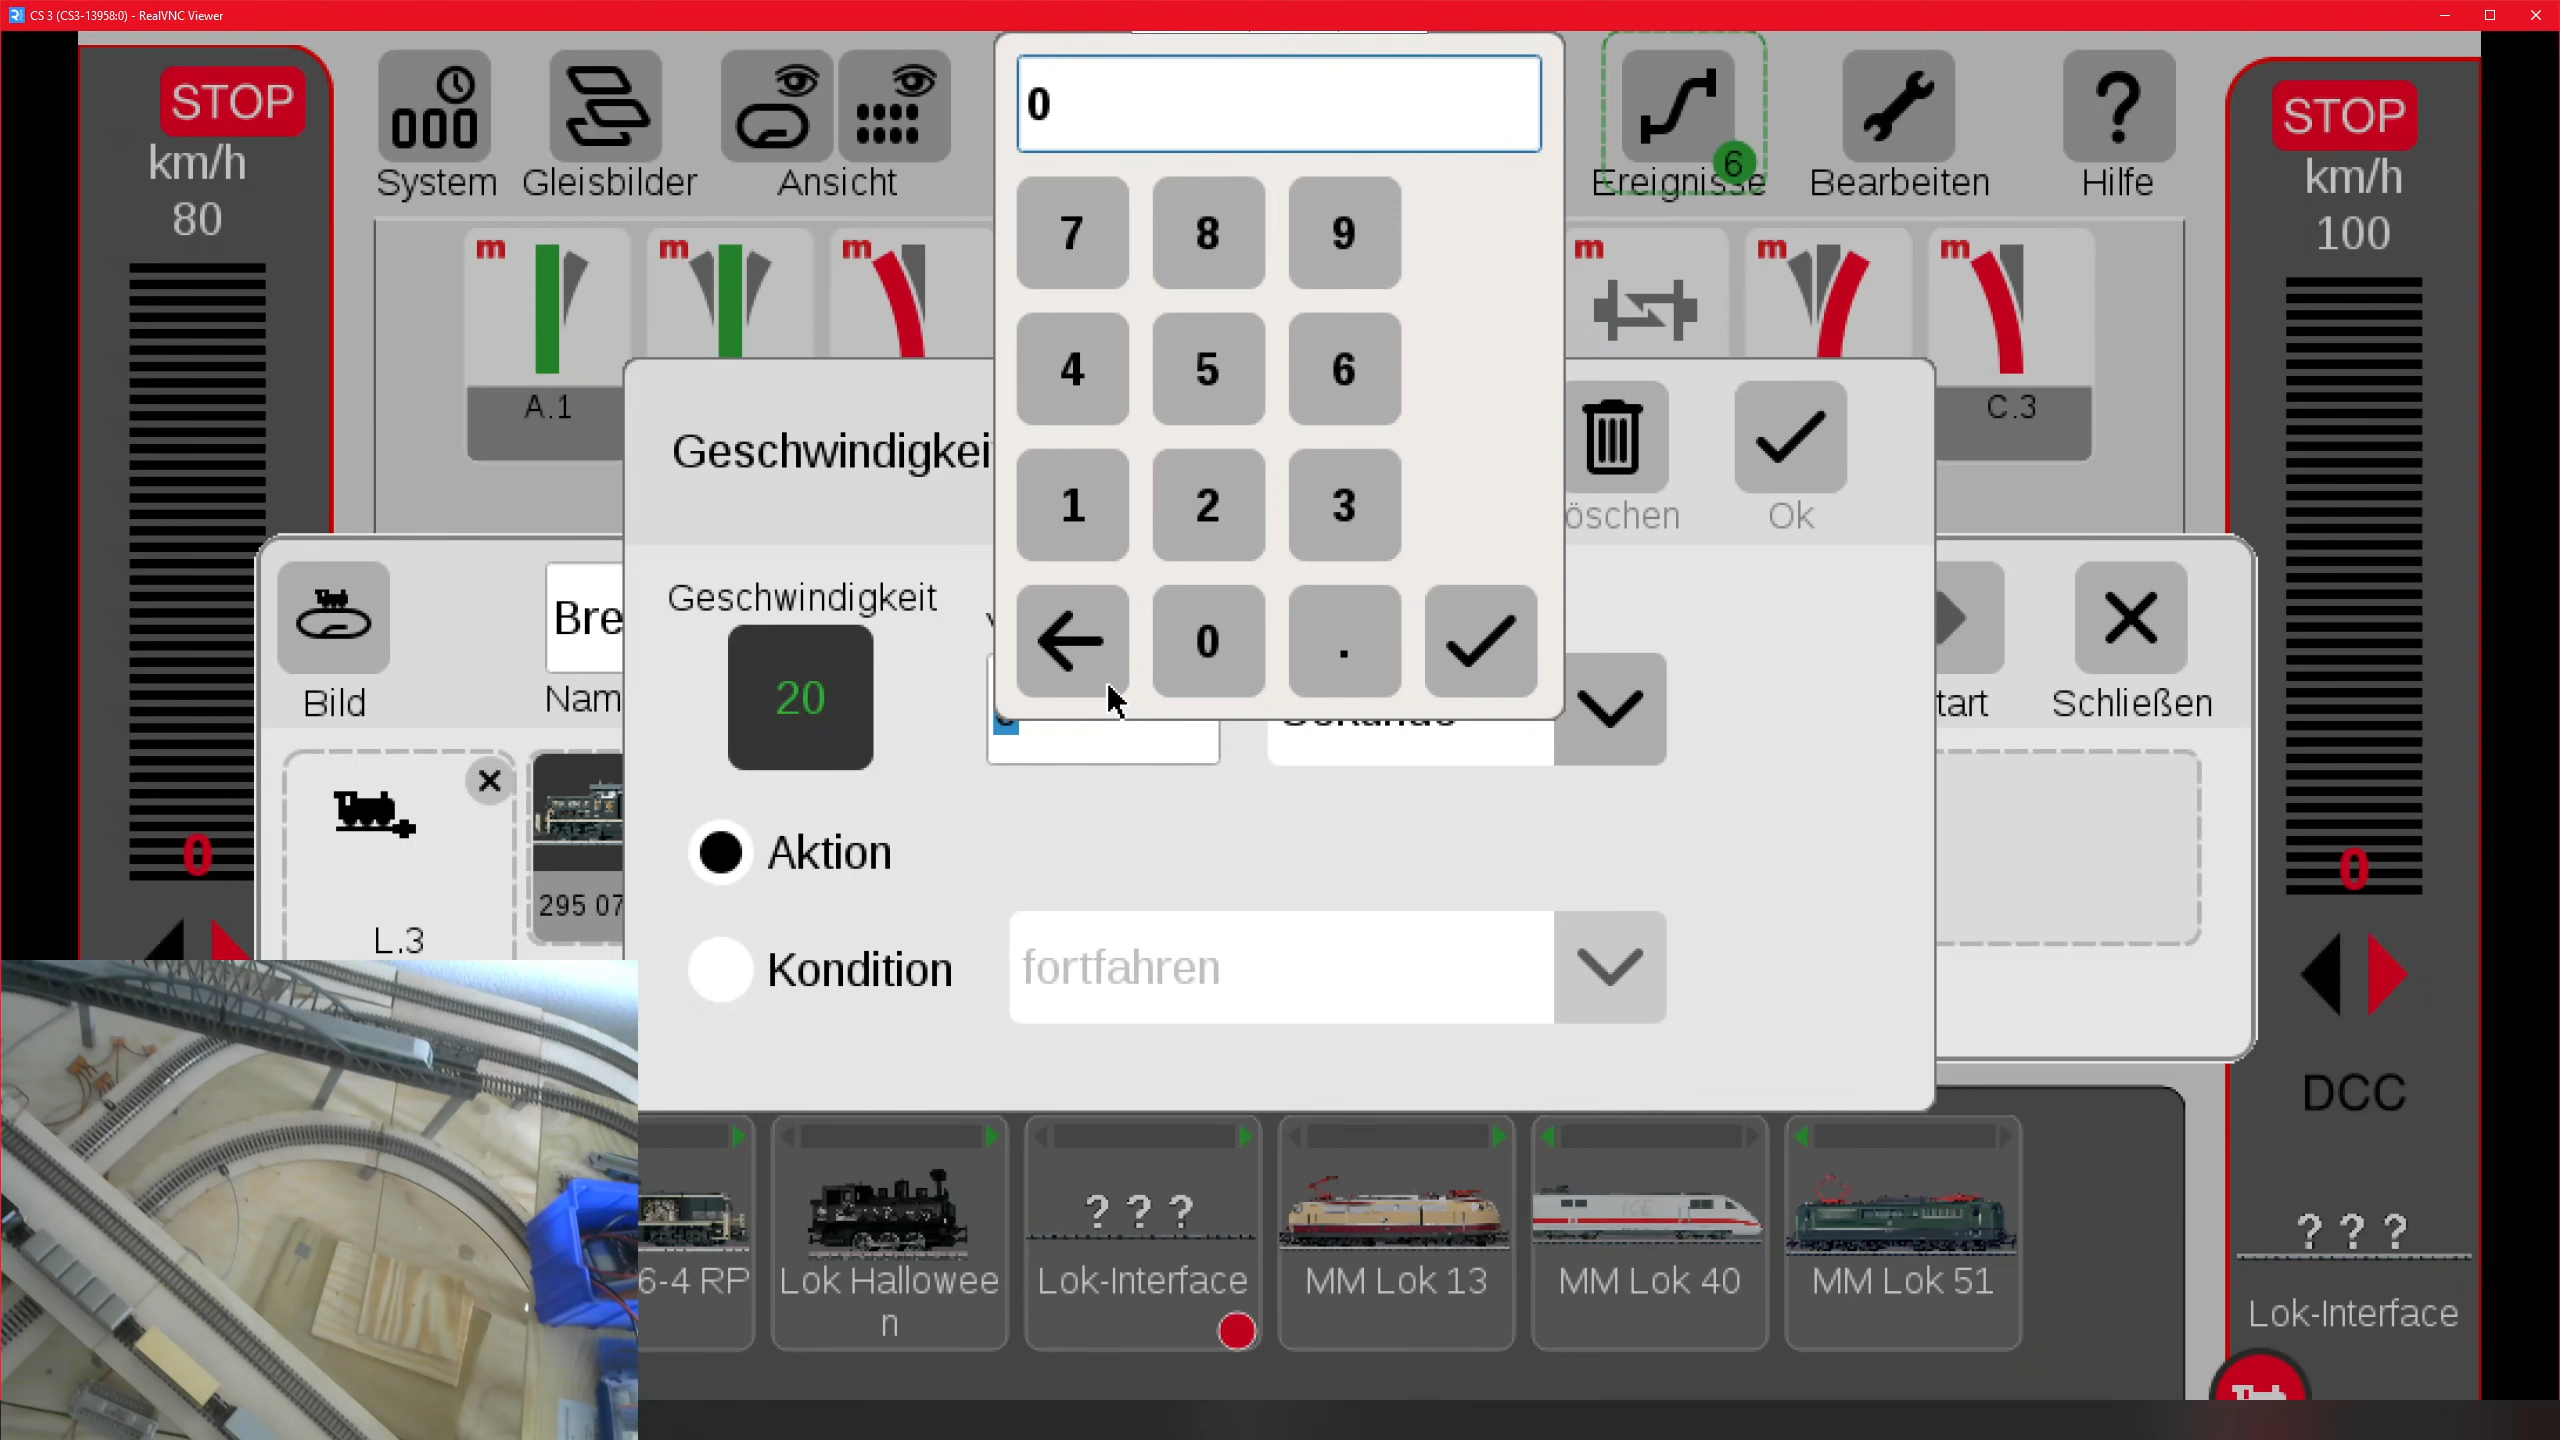 CS 3 (CS3-13958:0) - RealVNC Viewer
STOP
km/h
80
0
System
Gleisbilder
Ansicht
0
7 8 9
4 5 6
1 2 3
0 .
Ereignisse
6
Bearbeiten
Hilfe
STOP
km/h
100
0
DCC
? ? ?
Lok-Interface
m
m
m
m
m
m
A.1
C.3
Geschwindigkei
öschen
Ok
Geschwindigkeit
20
Aktion
Kondition
fortfahren
Bre
Bild
Nam
tart
Schließen
L.3
295 07
6-4 RP
Lok Hallowee
n
? ? ?
Lok-Interface
MM Lok 13
MM Lok 40
MM Lok 51